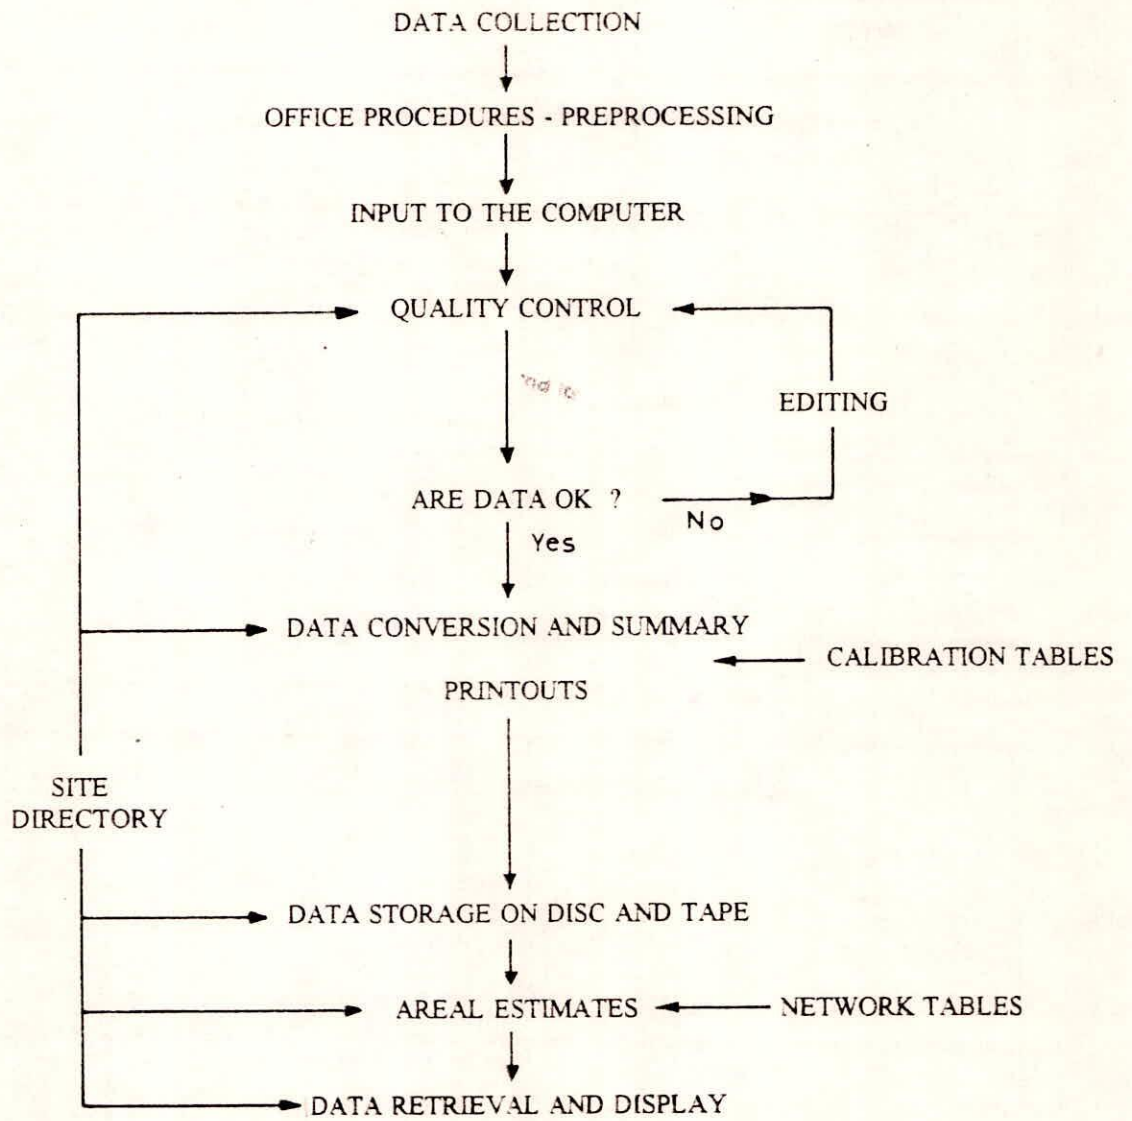 DATA COLLECTION
OFFICE PROCEDURES - PREPROCESSING
INPUT TO THE COMPUTER
QUALITY CONTROL
EDITING
ARE DATA OK ?
No
Yes
DATA CONVERSION AND SUMMARY
CALIBRATION TABLES
PRINTOUTS
SITE
DIRECTORY
DATA STORAGE ON DISC AND TAPE
AREAL ESTIMATES
NETWORK TABLES
DATA RETRIEVAL AND DISPLAY